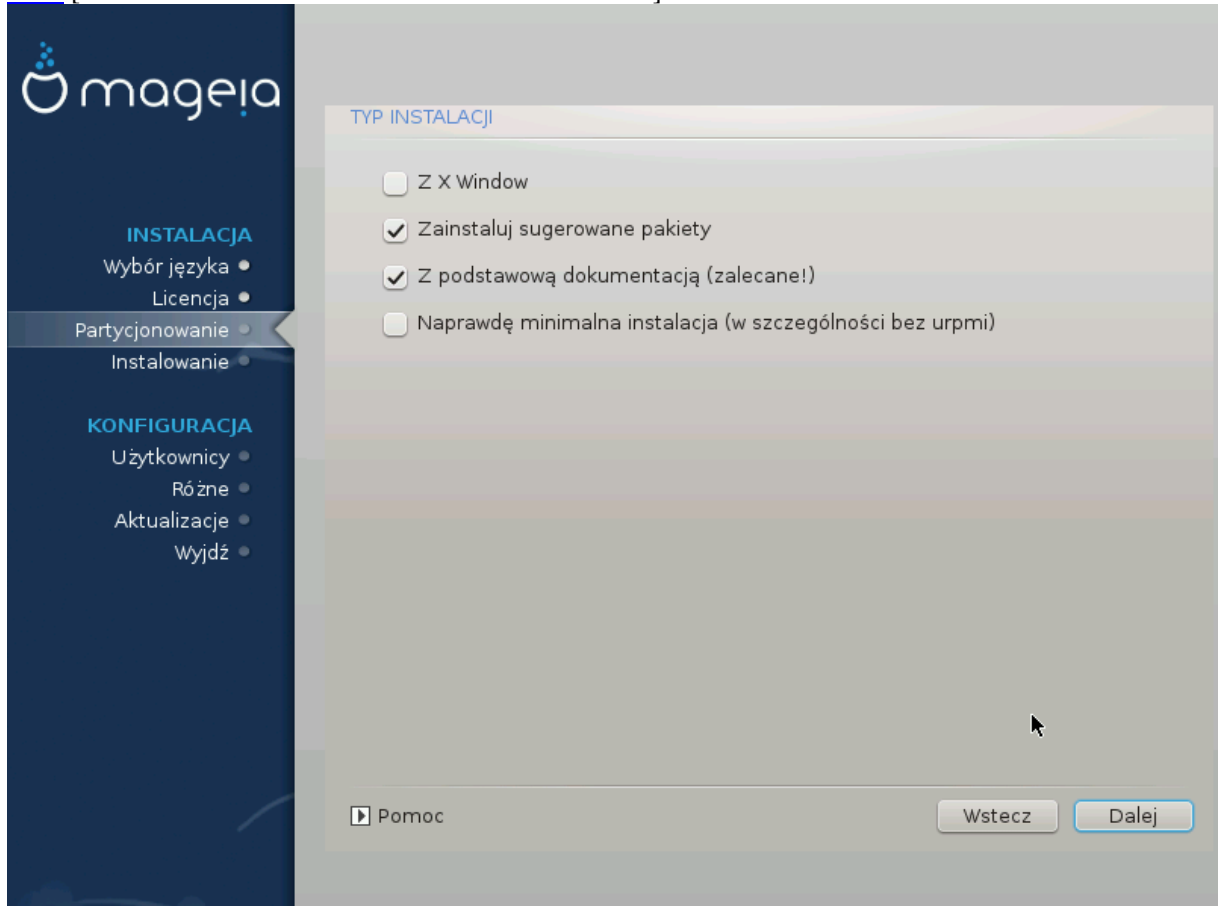 mageia
TYP INSTALACJI
Z X Window
Zainstaluj sugerowane pakiety
Z podstawową dokumentacją (zalecane!)
Naprawdę minimalna instalacja (w szczególności bez urpmi)
INSTALACJA
Wybór języka
Licencja
Partycjonowanie
Instalowanie
KONFIGURACJA
Użytkownicy
Różne
Aktualizacje
Wyjdź
Pomoc
Wstecz
Dalej